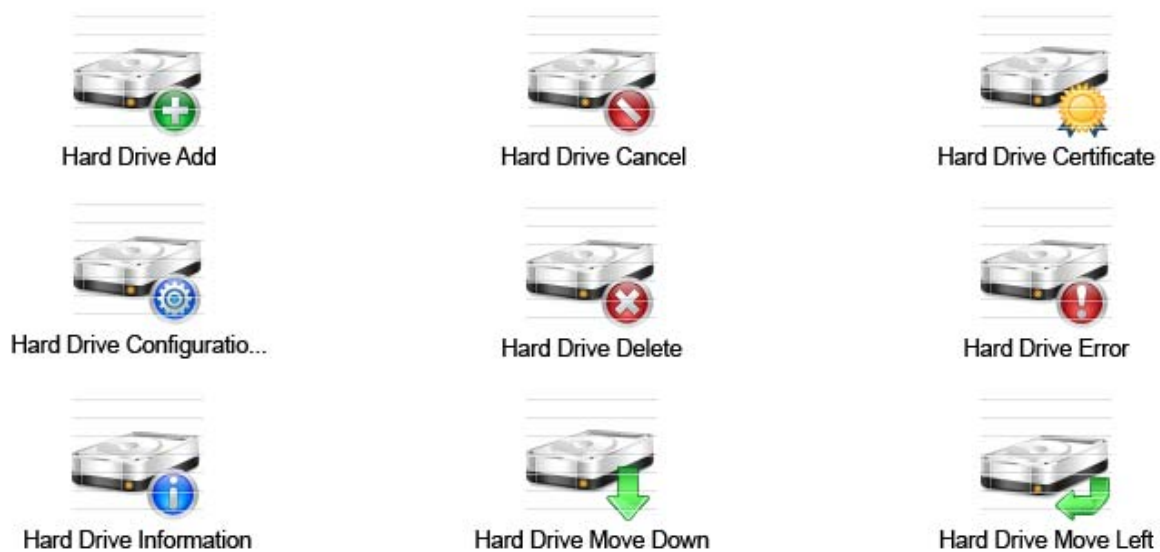 Hard Drive Add
Hard Drive Cancel
Hard Drive Certificate
Hard Drive Configuratio...
Hard Drive Delete
Hard Drive Error
Hard Drive Information
Hard Drive Move Down
Hard Drive Move Left